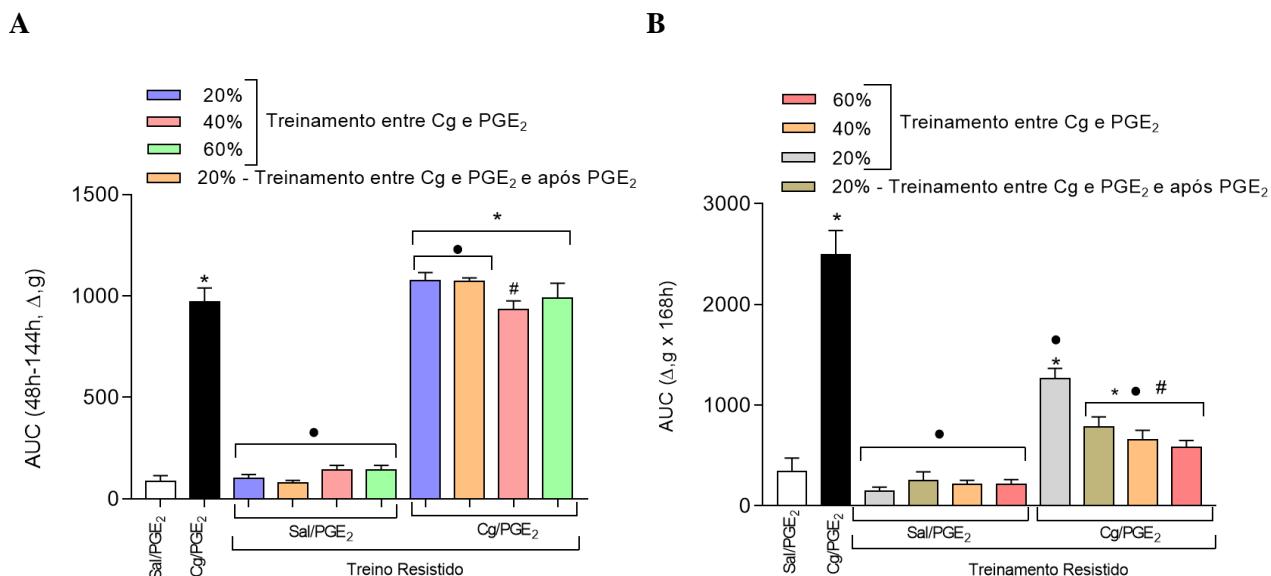 A
20%
40%
60%
Treinamento entre Cg e PGE₂
20% - Treinamento entre Cg e PGE₂ e após PGE₂
AUC (48h-144h, Δ,g)
1500
1000
500
0
*
●
*
●
#
Sal/PGE₂
Cg/PGE₂
Sal/PGE₂
Cg/PGE₂
Treino Resistido
B
60%
40%
20%
Treinamento entre Cg e PGE₂
20% - Treinamento entre Cg e PGE₂ e após PGE₂
AUC (Δ,g x 168h)
3000
2000
1000
0
*
●
●
*
* ● #
Sal/PGE₂
Cg/PGE₂
Sal/PGE₂
Cg/PGE₂
Treinamento Resistido